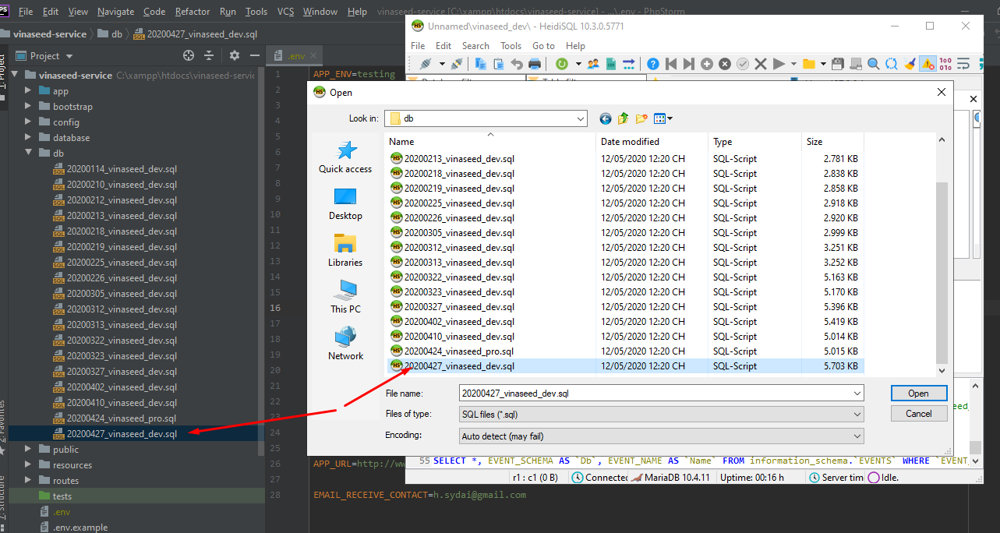 PS File Edit View Navigate Code Refactor Run Tools VCS Window Help vinaseed-service [C:\xampp\htdocs\vinaseed-service] - ...\.env - PhpStorm
vinaseed-service db 20200427_vinaseed_dev.sql
Project
.env
vinaseed-service C:\xampp\htdocs\vinaseed-servic
app
bootstrap
config
database
db
20200114_vinaseed_dev.sql
20200210_vinaseed_dev.sql
20200212_vinaseed_dev.sql
20200213_vinaseed_dev.sql
20200218_vinaseed_dev.sql
20200219_vinaseed_dev.sql
20200225_vinaseed_dev.sql
20200226_vinaseed_dev.sql
20200305_vinaseed_dev.sql
20200312_vinaseed_dev.sql
20200313_vinaseed_dev.sql
20200322_vinaseed_dev.sql
20200323_vinaseed_dev.sql
20200327_vinaseed_dev.sql
20200402_vinaseed_dev.sql
20200410_vinaseed_dev.sql
20200424_vinaseed_pro.sql
20200427_vinaseed_dev.sql
public
resources
routes
tests
.env
.env.example
1: Project
2: Favorites
7: Structure
1 APP_ENV=testing
2
3
4
5
6
7
8
9
10
11
12
13
14
15
16
17
18
19
20
21
22
23
24
25
26 APP_URL=http://ww
27
28 EMAIL_RECEIVE_CONTACT=h.sydai@gmail.com
Unnamed\vinaseed_dev\ - HeidiSQL 10.3.0.5771
File Edit Search Tools Go to Help
Open
Look in: db
Quick access
Desktop
Libraries
This PC
Network
Name Date modified Type Size
20200213_vinaseed_dev.sql 12/05/2020 12:20 CH SQL-Script 2.781 KB
20200218_vinaseed_dev.sql 12/05/2020 12:20 CH SQL-Script 2.838 KB
20200219_vinaseed_dev.sql 12/05/2020 12:20 CH SQL-Script 2.858 KB
20200225_vinaseed_dev.sql 12/05/2020 12:20 CH SQL-Script 2.918 KB
20200226_vinaseed_dev.sql 12/05/2020 12:20 CH SQL-Script 2.920 KB
20200305_vinaseed_dev.sql 12/05/2020 12:20 CH SQL-Script 2.999 KB
20200312_vinaseed_dev.sql 12/05/2020 12:20 CH SQL-Script 3.251 KB
20200313_vinaseed_dev.sql 12/05/2020 12:20 CH SQL-Script 3.252 KB
20200322_vinaseed_dev.sql 12/05/2020 12:20 CH SQL-Script 5.163 KB
20200323_vinaseed_dev.sql 12/05/2020 12:20 CH SQL-Script 5.170 KB
20200327_vinaseed_dev.sql 12/05/2020 12:20 CH SQL-Script 5.396 KB
20200402_vinaseed_dev.sql 12/05/2020 12:20 CH SQL-Script 5.419 KB
20200410_vinaseed_dev.sql 12/05/2020 12:20 CH SQL-Script 5.014 KB
20200424_vinaseed_pro.sql 12/05/2020 12:20 CH SQL-Script 5.015 KB
20200427_vinaseed_dev.sql 12/05/2020 12:20 CH SQL-Script 5.703 KB
File name: 20200427_vinaseed_dev.sql Open
Files of type: SQL files (*.sql) Cancel
Encoding: Auto detect (may fail)
55 SELECT *, EVENT_SCHEMA AS `Db`, EVENT_NAME AS `Name` FROM information_schema.`EVENTS` WHERE `EVENT_
r1 : c1 (0 B) Connected MariaDB 10.4.11 Uptime: 00:16 h Server tim Idle.